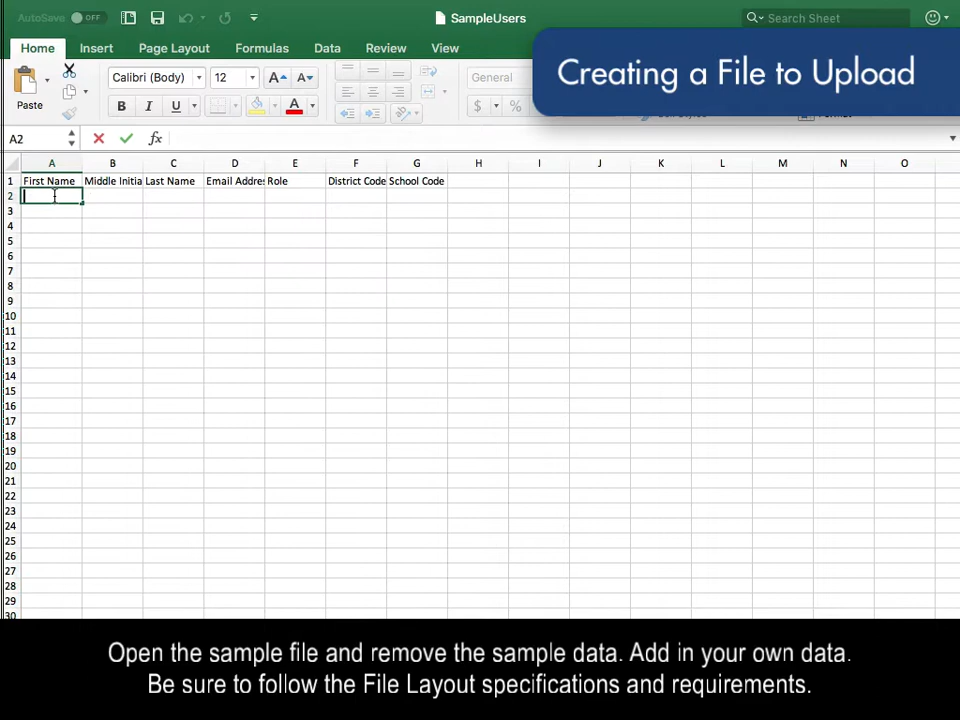 AutoSave OFF SampleUsers Search Sheet
Home Insert Page Layout Formulas Data Review View
Creating a File to Upload
Paste Calibri (Body) 12 A A General
B I U A $ %
A2 fx
A B C D E F G H I J K L M N O
1 First Name Middle Initia Last Name Email Addres Role District Code School Code
2
3
4
5
6
7
8
9
10
11
12
13
14
15
16
17
18
19
20
21
22
23
24
25
26
27
28
29
30
Open the sample file and remove the sample data. Add in your own data.
Be sure to follow the File Layout specifications and requirements.